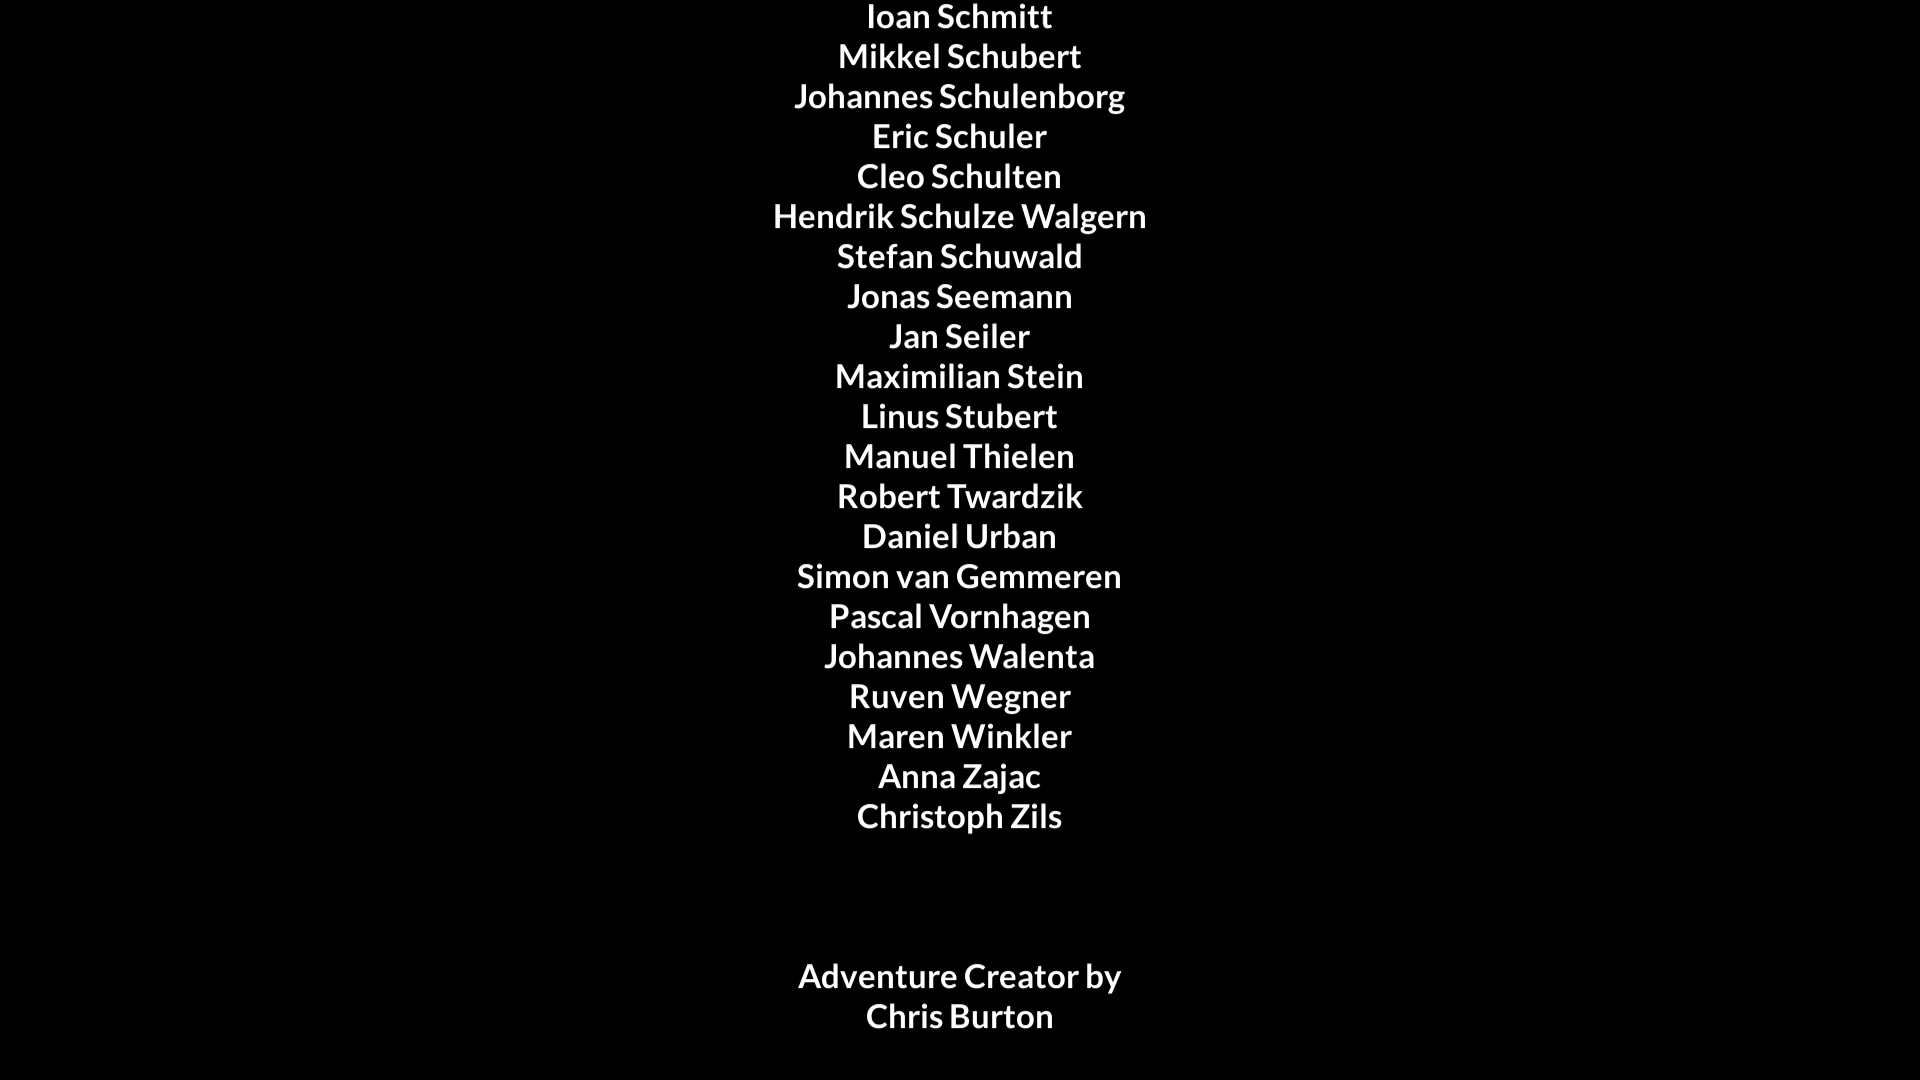 Ioan Schmitt
Mikkel Schubert
Johannes Schulenborg
Eric Schuler
Cleo Schulten
Hendrik Schulze Walgern
Stefan Schuwald
Jonas Seemann
Jan Seiler
Maximilian Stein
Linus Stubert
Manuel Thielen
Robert Twardzik
Daniel Urban
Simon van Gemmeren
Pascal Vornhagen
Johannes Walenta
Ruven Wegner
Maren Winkler
Anna Zajac
Christoph Zils
Adventure Creator by
Chris Burton